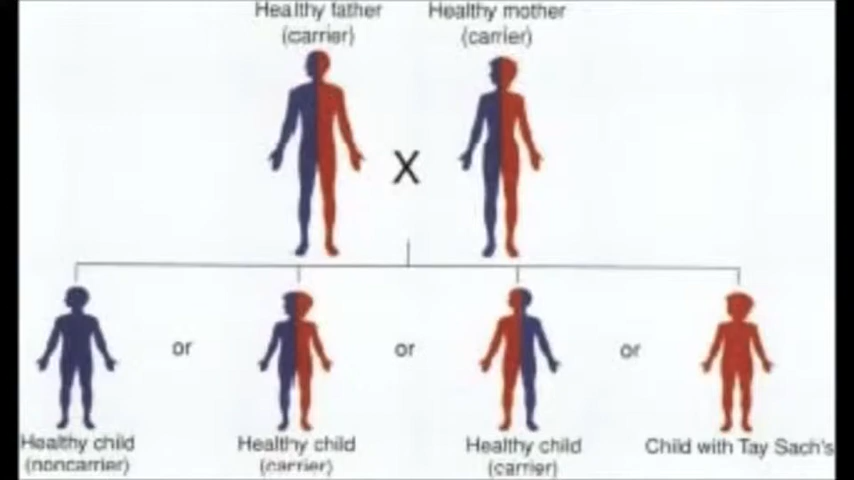 Healthy father
Healthy mother
(carrier)
(carrier)
X
or
or
or
Healthy child
(noncarrier)
Healthy child
(carrier)
Healthy child
(carrier)
Child with Tay Sach's